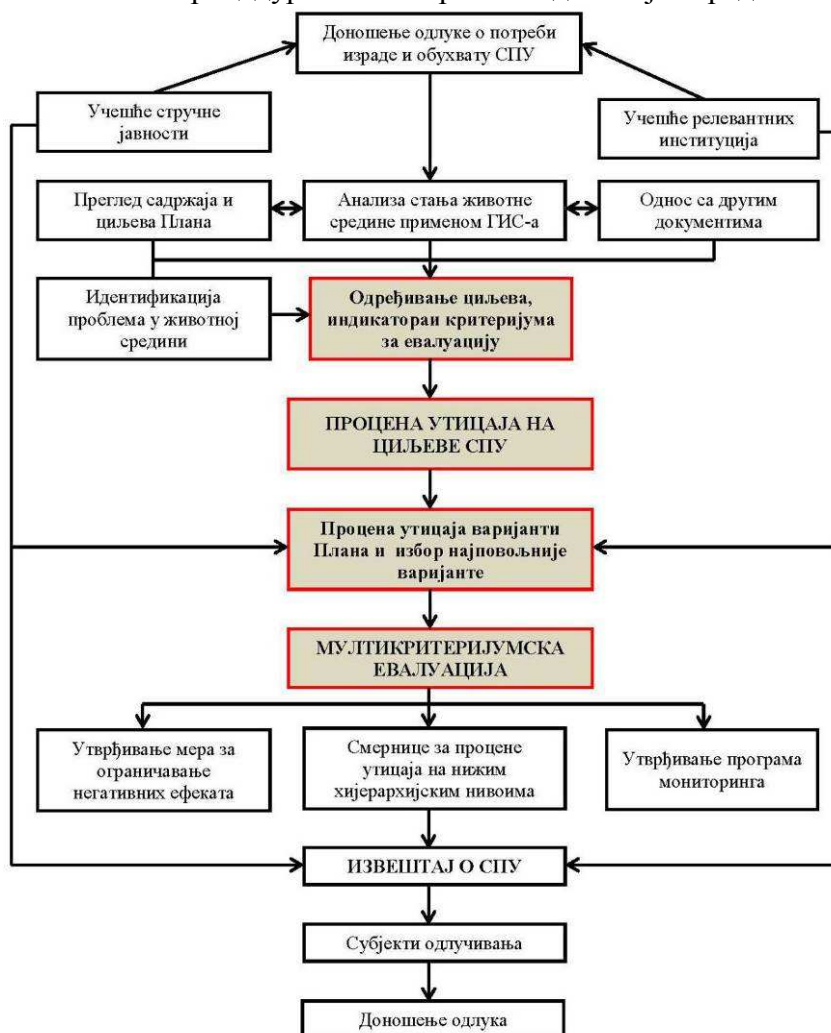 Доношење одлуке о потреби
израде и обухвату СПУ
Учешће стручне
јавности
Учешће релевантних
институција
Преглед садржаја и
циљева Плана
Анализа стања животне
средине применом ГИС-а
Однос са другим
документима
Идентификација
проблема у животној
средини
Одређивање циљева,
индикатораи критеријума
за евалуацију
ПРОЦЕНА УТИЦАЈА НА
ЦИЉЕВЕ СПУ
Процена утицаја варијанти
Плана и избор најповољније
варијанте
МУЛТИКРИТЕРИЈУМСКА
ЕВАЛУАЦИЈА
Утврђивање мера за
ограничавање
негативних ефеката
Смернице за процене
утицаја на нижим
хијерархијским нивоима
Утврђивање програма
мониторинга
ИЗВЕШТАЈ О СПУ
Субјекти одлучивања
Доношење одлука